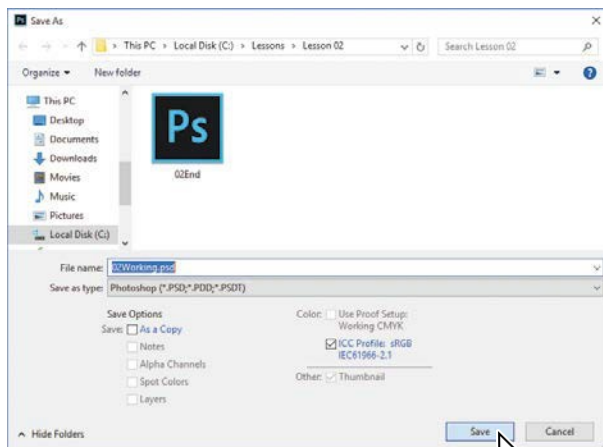 Ps Save As
This PC > Local Disk (C:) > Lessons > Lesson 02
Search Lesson 02
Organize
New folder
This PC
Desktop
Documents
Downloads
Movies
Music
Pictures
Local Disk (C:)
Ps
02End
File name: 02Working.psd
Save as type: Photoshop (*.PSD;*.PDD;*.PSDT)
Save Options
Save: As a Copy
Notes
Alpha Channels
Spot Colors
Layers
Color: Use Proof Setup:
Working CMYK
ICC Profile: sRGB
IEC61966-2.1
Other: Thumbnail
Hide Folders
Save
Cancel